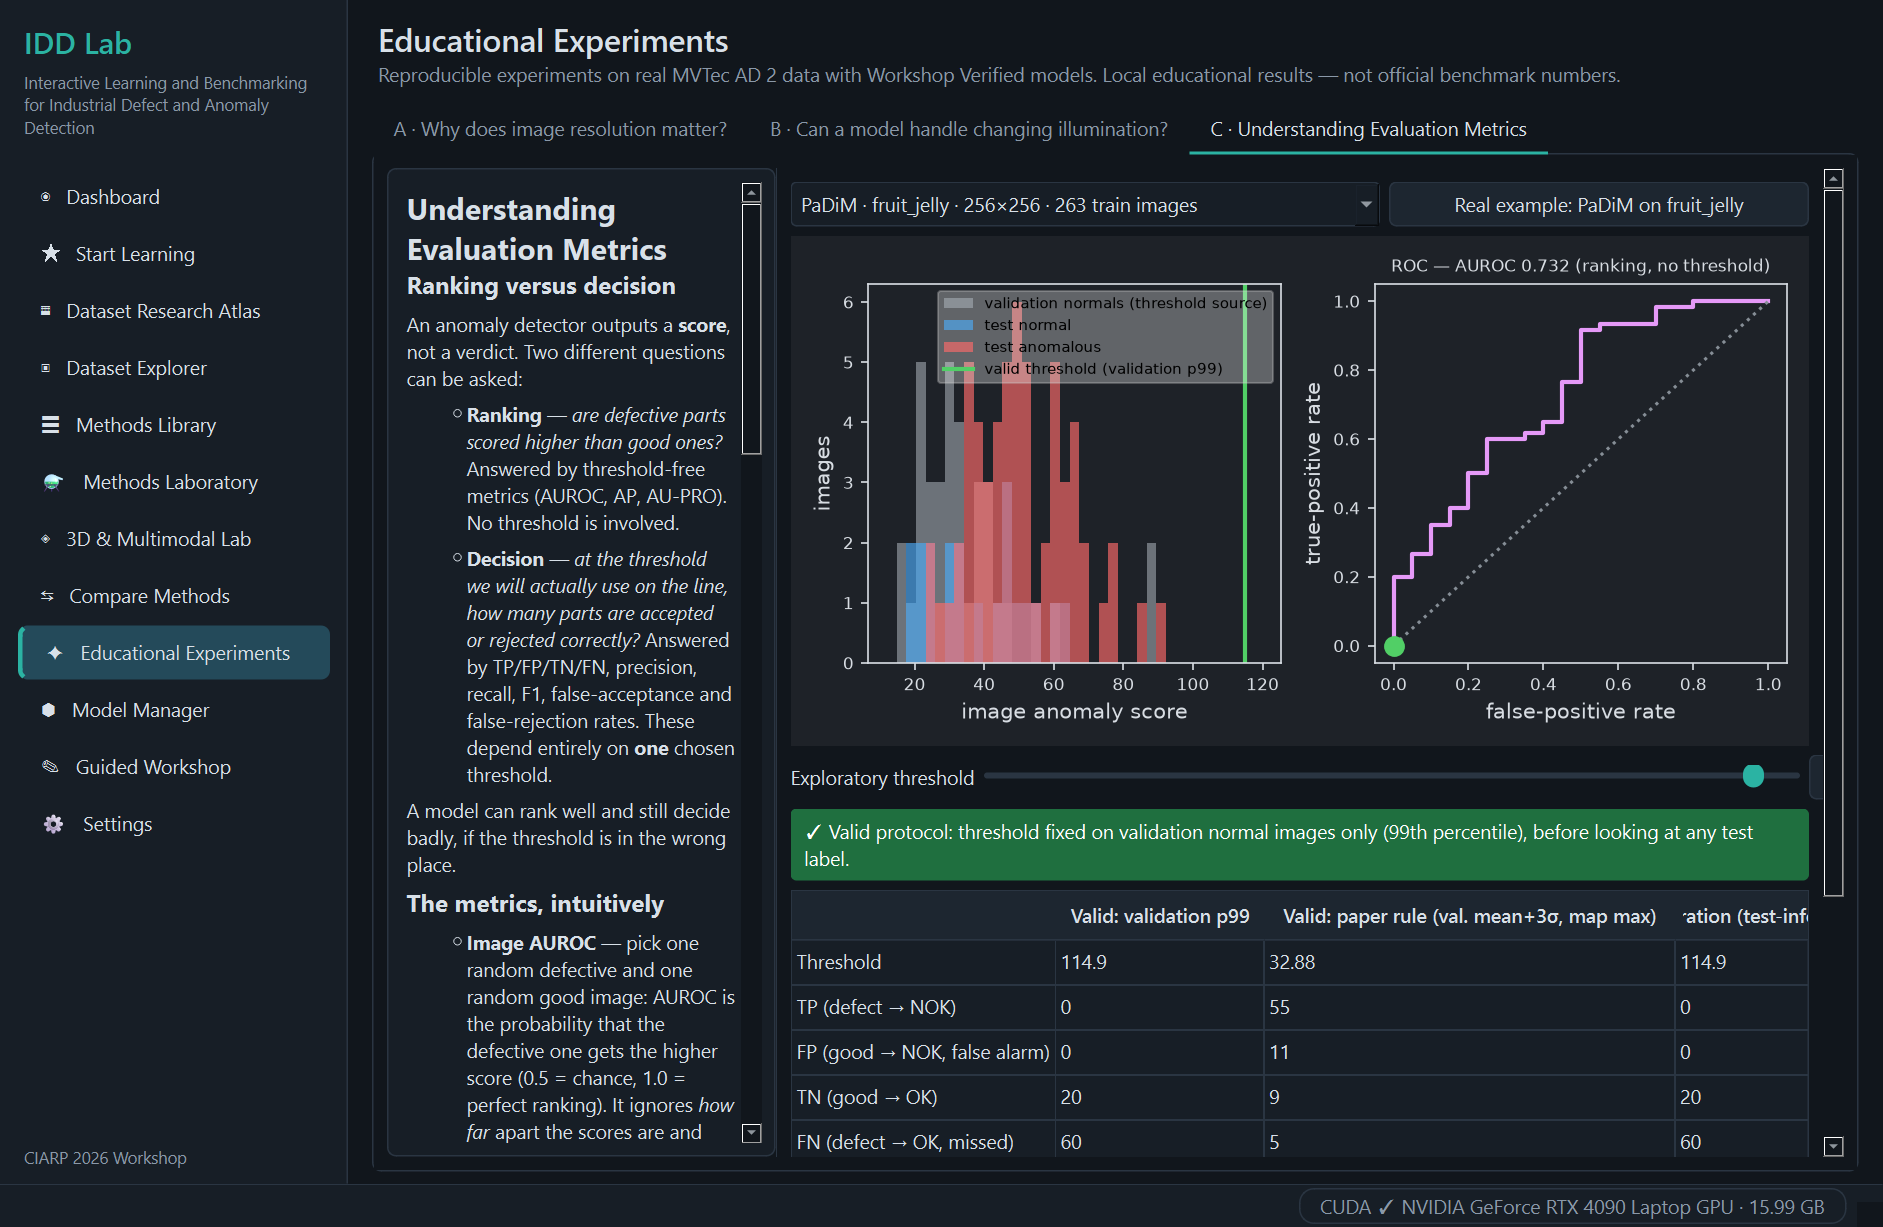 IDD Lab
Interactive Learning and Benchmarking
for Industrial Defect and Anomaly
Detection
Dashboard
Start Learning
Dataset Research Atlas
Dataset Explorer
Methods Library
Methods Laboratory
3D & Multimodal Lab
Compare Methods
Educational Experiments
Model Manager
Guided Workshop
Settings
CIARP 2026 Workshop
Educational Experiments
Reproducible experiments on real MVTec AD 2 data with Workshop Verified models. Local educational results — not official benchmark numbers.
A · Why does image resolution matter?
B · Can a model handle changing illumination?
C · Understanding Evaluation Metrics
Understanding
Evaluation Metrics
Ranking versus decision
An anomaly detector outputs a score,
not a verdict. Two different questions
can be asked:
Ranking — are defective parts
scored higher than good ones?
Answered by threshold-free
metrics (AUROC, AP, AU-PRO).
No threshold is involved.
Decision — at the threshold
we will actually use on the line,
how many parts are accepted
or rejected correctly? Answered
by TP/FP/TN/FN, precision,
recall, F1, false-acceptance and
false-rejection rates. These
depend entirely on one chosen
threshold.
A model can rank well and still decide
badly, if the threshold is in the wrong
place.
The metrics, intuitively
Image AUROC — pick one
random defective and one
random good image: AUROC is
the probability that the
defective one gets the higher
score (0.5 = chance, 1.0 =
perfect ranking). It ignores how
far apart the scores are and
PaDiM · fruit_jelly · 256×256 · 263 train images
Real example: PaDiM on fruit_jelly
validation normals (threshold source)
test normal
test anomalous
valid threshold (validation p99)
6
5
4
3
2
1
0
images
20 40 60 80 100 120
image anomaly score
ROC — AUROC 0.732 (ranking, no threshold)
1.0
0.8
0.6
0.4
0.2
0.0
true-positive rate
0.0 0.2 0.4 0.6 0.8 1.0
false-positive rate
Exploratory threshold
✓ Valid protocol: threshold fixed on validation normal images only (99th percentile), before looking at any test
label.
Valid: validation p99 Valid: paper rule (val. mean+3σ, map max) ration (test-info
Threshold 114.9 32.88 114.9
TP (defect → NOK) 0 55 0
FP (good → NOK, false alarm) 0 11 0
TN (good → OK) 20 9 20
FN (defect → OK, missed) 60 5 60
CUDA ✓ NVIDIA GeForce RTX 4090 Laptop GPU · 15.99 GB